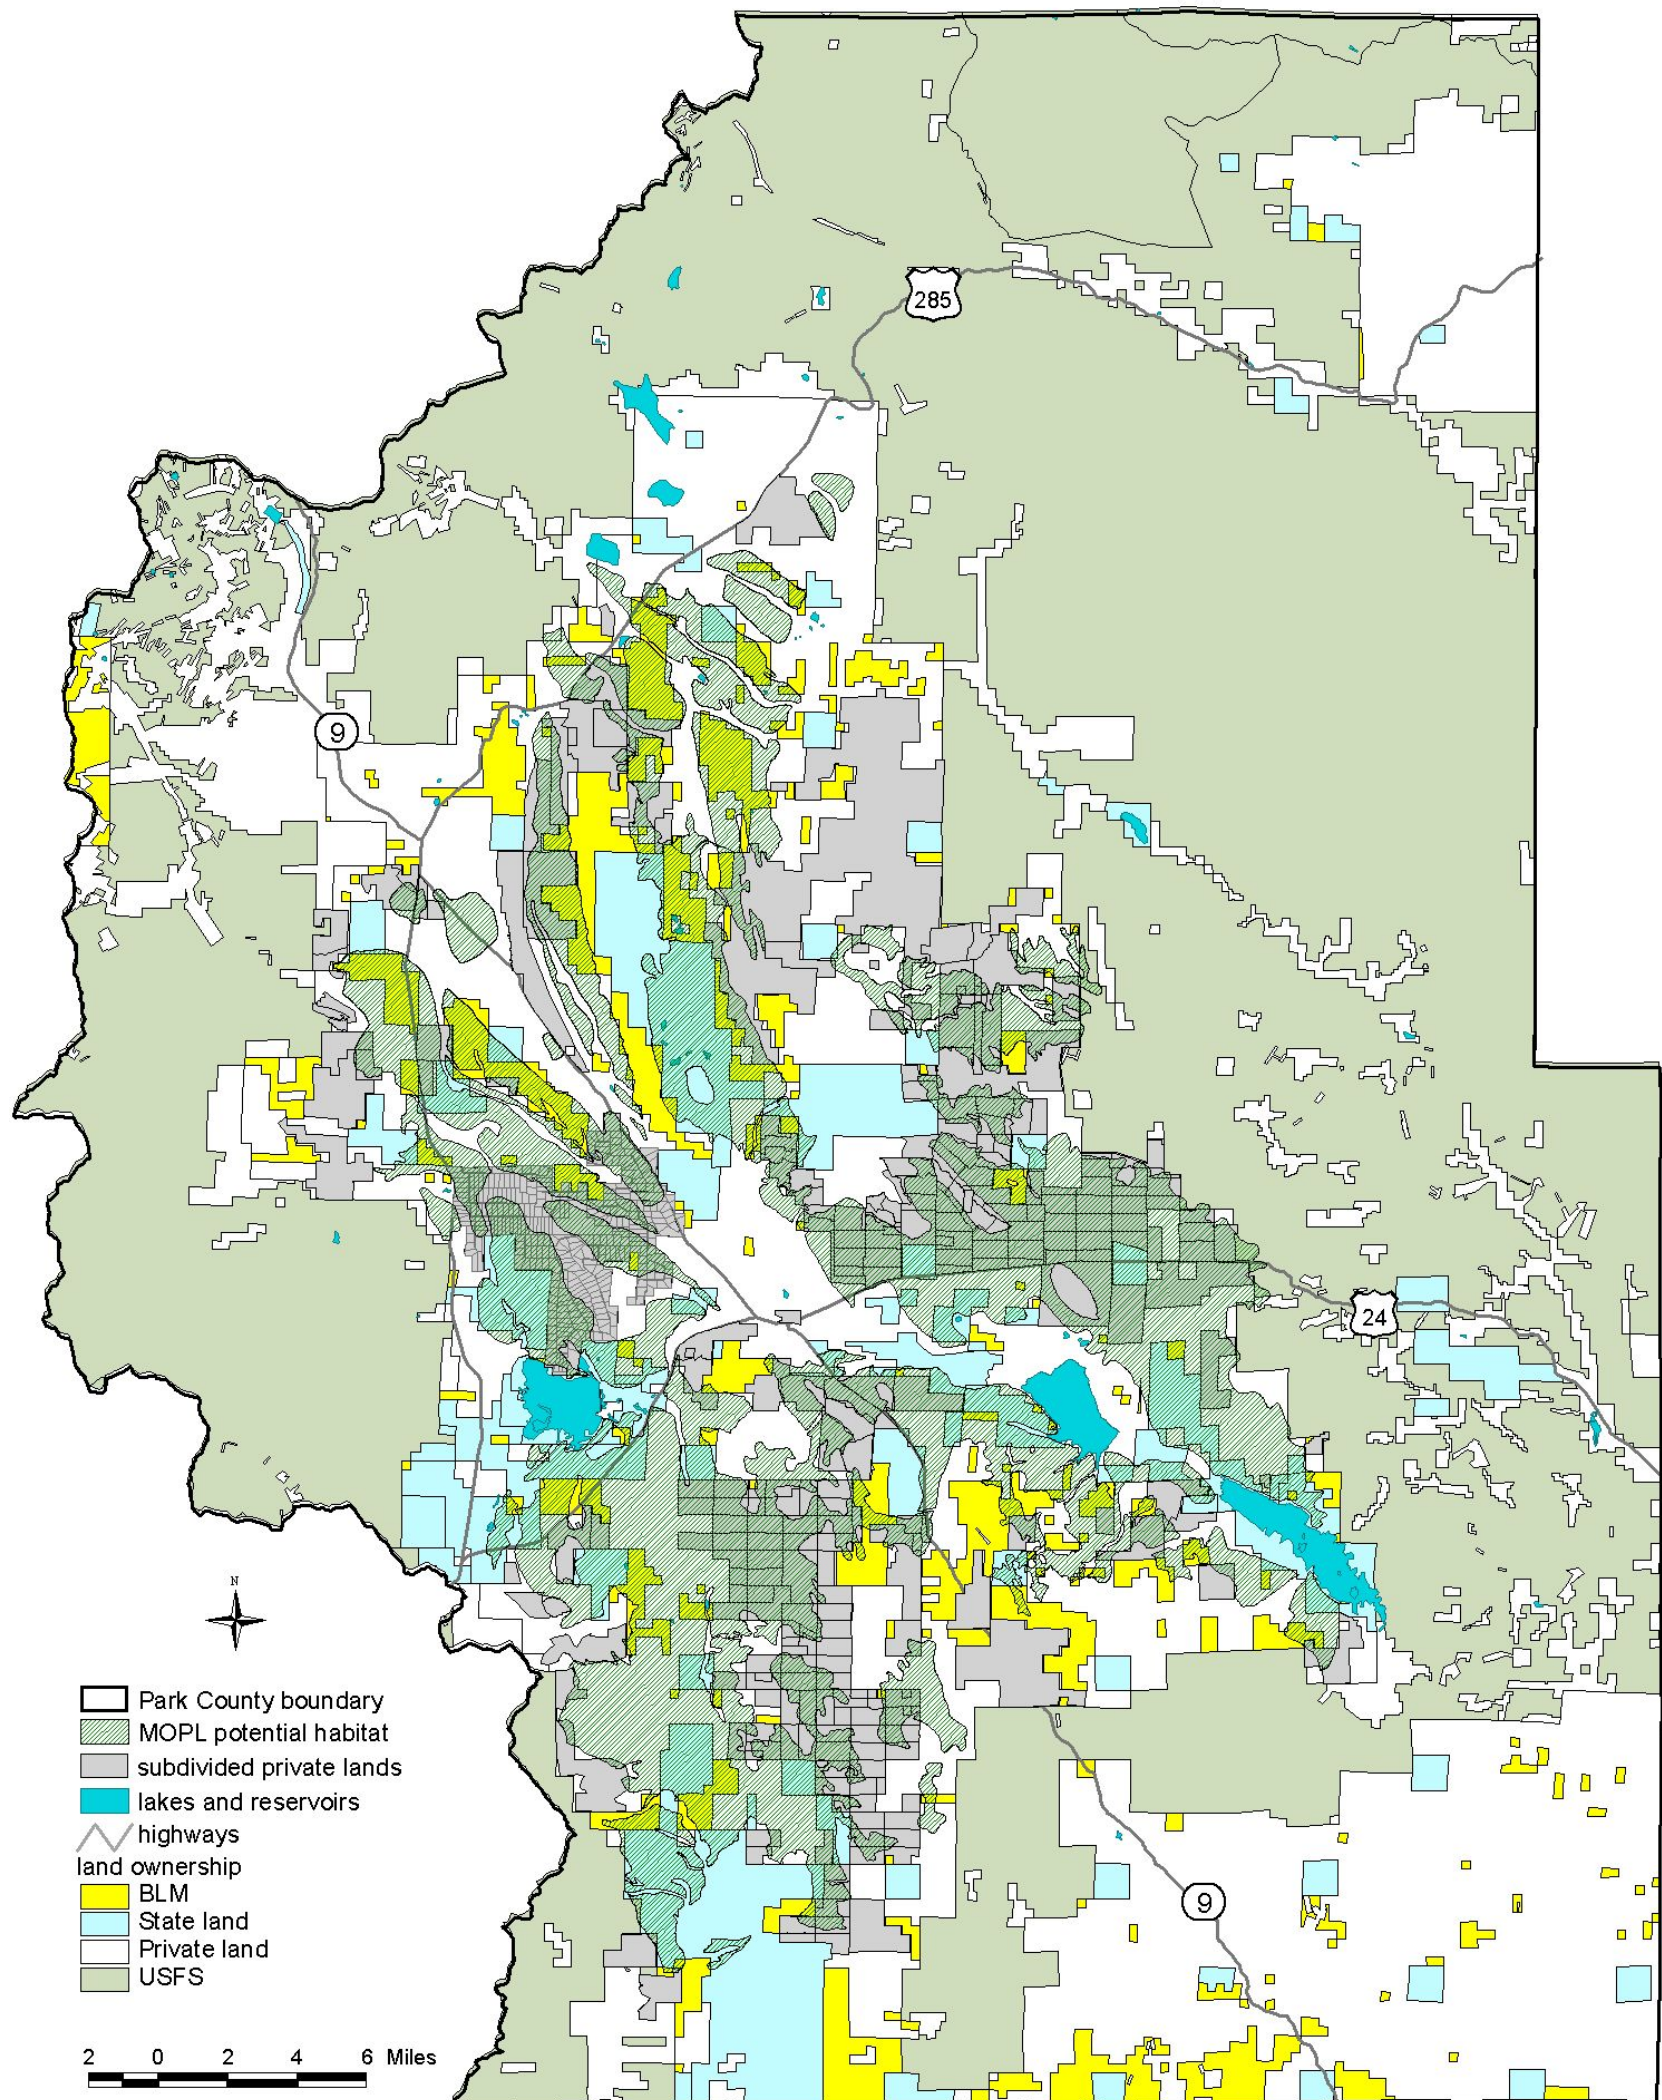 285
9
24
N
Park County boundary
MOPL potential habitat
subdivided private lands
lakes and reservoirs
highways
land ownership
BLM
State land
Private land
USFS
9
2 0 2 4 6 Miles